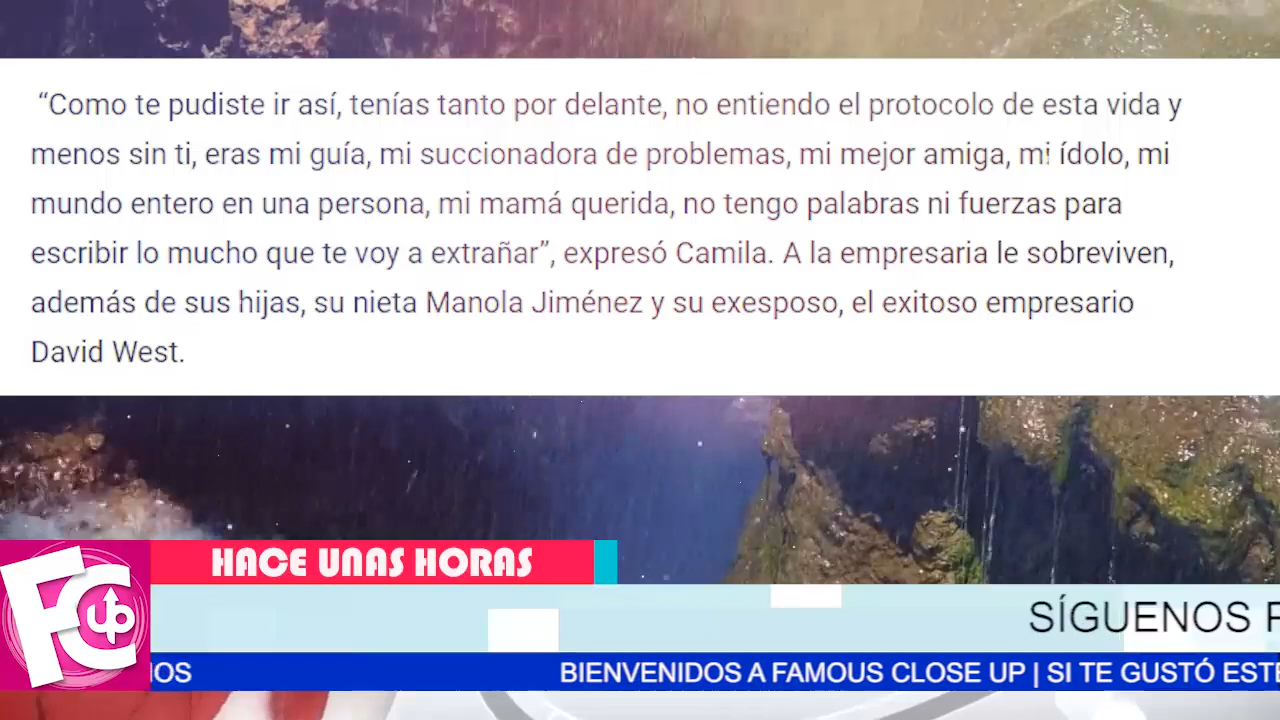 “Como te pudiste ir así, tenías tanto por delante, no entiendo el protocolo de esta vida y
menos sin ti, eras mi guía, mi succionadora de problemas, mi mejor amiga, mi ídolo, mi
mundo entero en una persona, mi mamá querida, no tengo palabras ni fuerzas para
escribir lo mucho que te voy a extrañar”, expresó Camila. A la empresaria le sobreviven,
además de sus hijas, su nieta Manola Jiménez y su exesposo, el exitoso empresario
David West.
HACE UNAS HORAS
FC up
SÍGUENOS
BIENVENIDOS A FAMOUS CLOSE UP | SI TE GUSTÓ